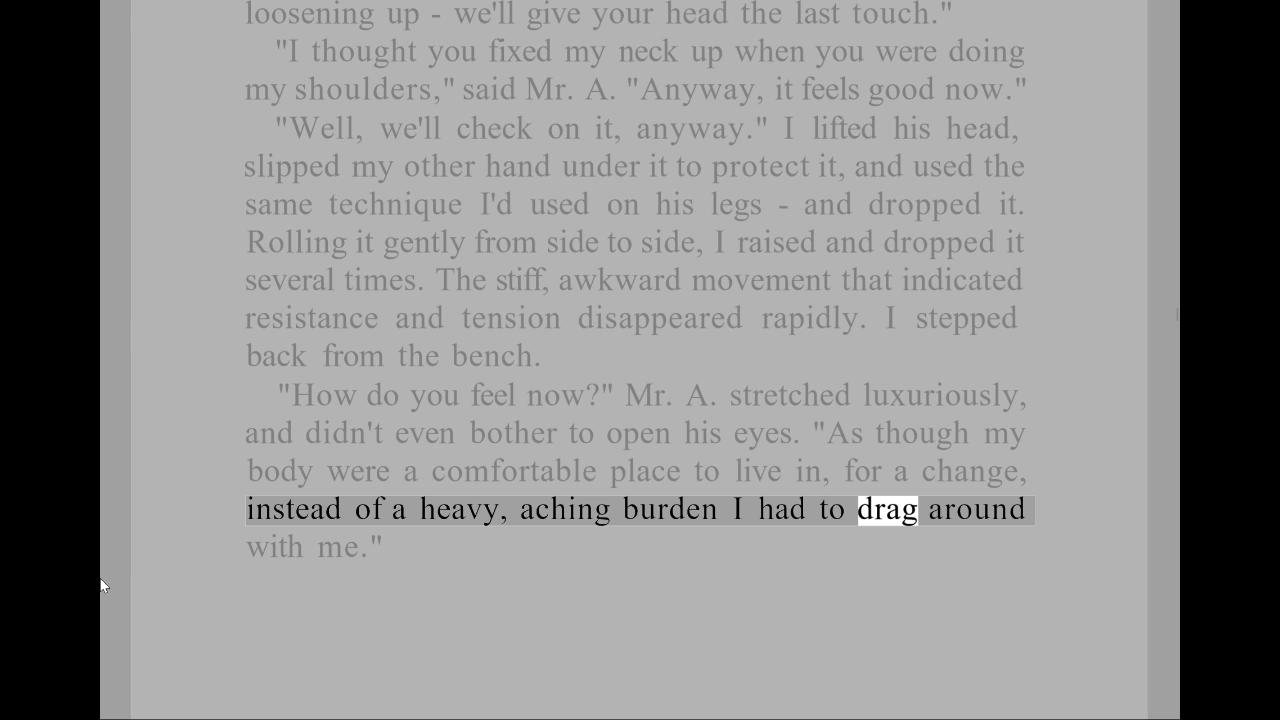 loosening up - we'll give your head the last touch."
"I thought you fixed my neck up when you were doing
my shoulders," said Mr. A. "Anyway, it feels good now."
"Well, we'll check on it, anyway." I lifted his head,
slipped my other hand under it to protect it, and used the
same technique I'd used on his legs - and dropped it.
Rolling it gently from side to side, I raised and dropped it
several times. The stiff, awkward movement that indicated
resistance and tension disappeared rapidly. I stepped
back from the bench.
"How do you feel now?" Mr. A. stretched luxuriously,
and didn't even bother to open his eyes. "As though my
body were a comfortable place to live in, for a change,
instead of a heavy, aching burden I had to drag around
with me."